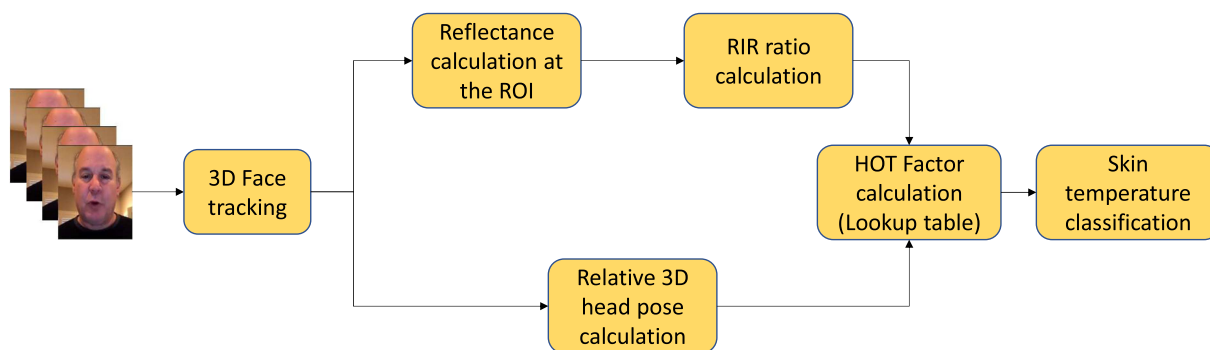 Reflectance
calculation at
the ROI
RIR ratio
calculation
3D Face
tracking
HOT Factor
calculation
(Lookup table)
Skin
temperature
classification
Relative 3D
head pose
calculation